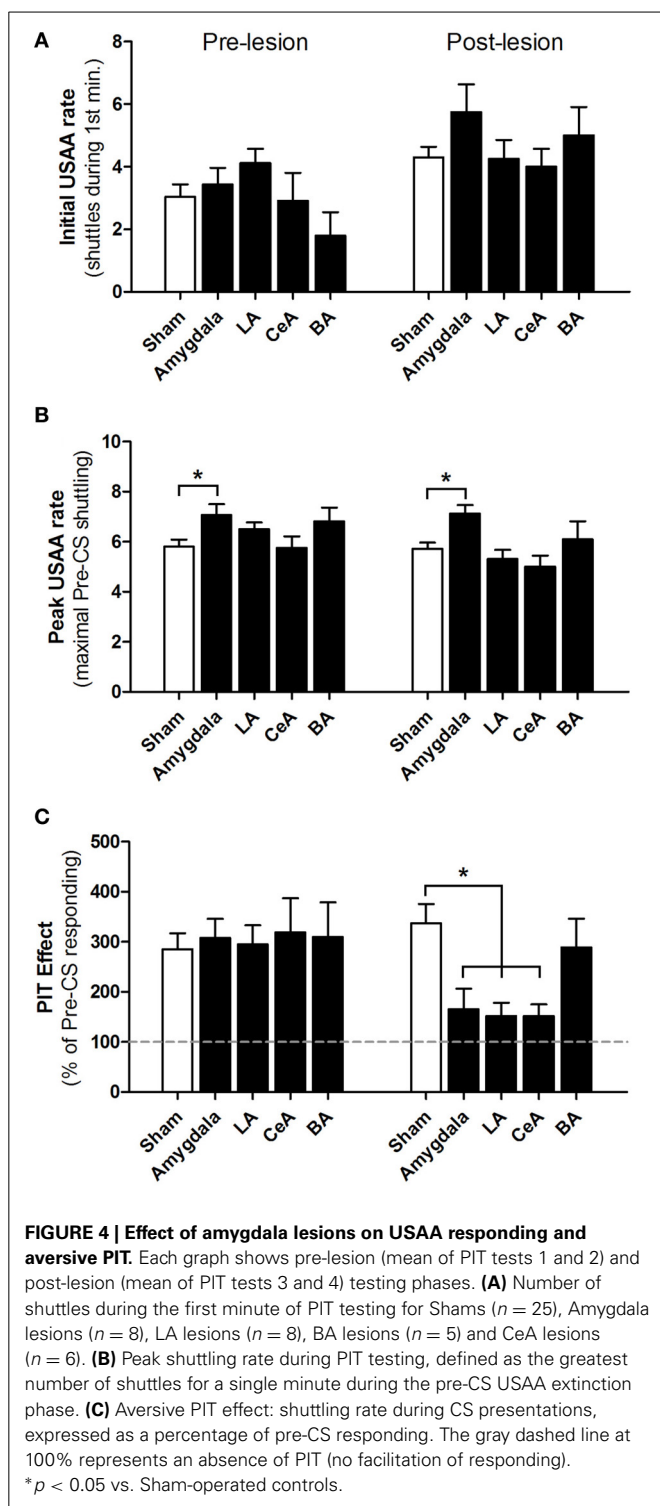 A
Pre-lesion
Post-lesion
Initial USAA rate
(shuttles during 1st min.)
8
6
4
2
0
Sham
Amygdala
LA
CeA
BA
Sham
Amygdala
LA
CeA
BA
B
Peak USAA rate
(maximal Pre-CS shuttling)
10
8
6
4
2
0
*
*
Sham
Amygdala
LA
CeA
BA
Sham
Amygdala
LA
CeA
BA
C
PIT Effect
(% of Pre-CS responding)
500
400
300
200
100
0
*
Sham
Amygdala
LA
CeA
BA
Sham
Amygdala
LA
CeA
BA
FIGURE 4 | Effect of amygdala lesions on USAA responding and
aversive PIT. Each graph shows pre-lesion (mean of PIT tests 1 and 2) and
post-lesion (mean of PIT tests 3 and 4) testing phases. (A) Number of
shuttles during the first minute of PIT testing for Shams (n = 25), Amygdala
lesions (n = 8), LA lesions (n = 8), BA lesions (n = 5) and CeA lesions
(n = 6). (B) Peak shuttling rate during PIT testing, defined as the greatest
number of shuttles for a single minute during the pre-CS USAA extinction
phase. (C) Aversive PIT effect: shuttling rate during CS presentations,
expressed as a percentage of pre-CS responding. The gray dashed line at
100% represents an absence of PIT (no facilitation of responding).
*p < 0.05 vs. Sham-operated controls.